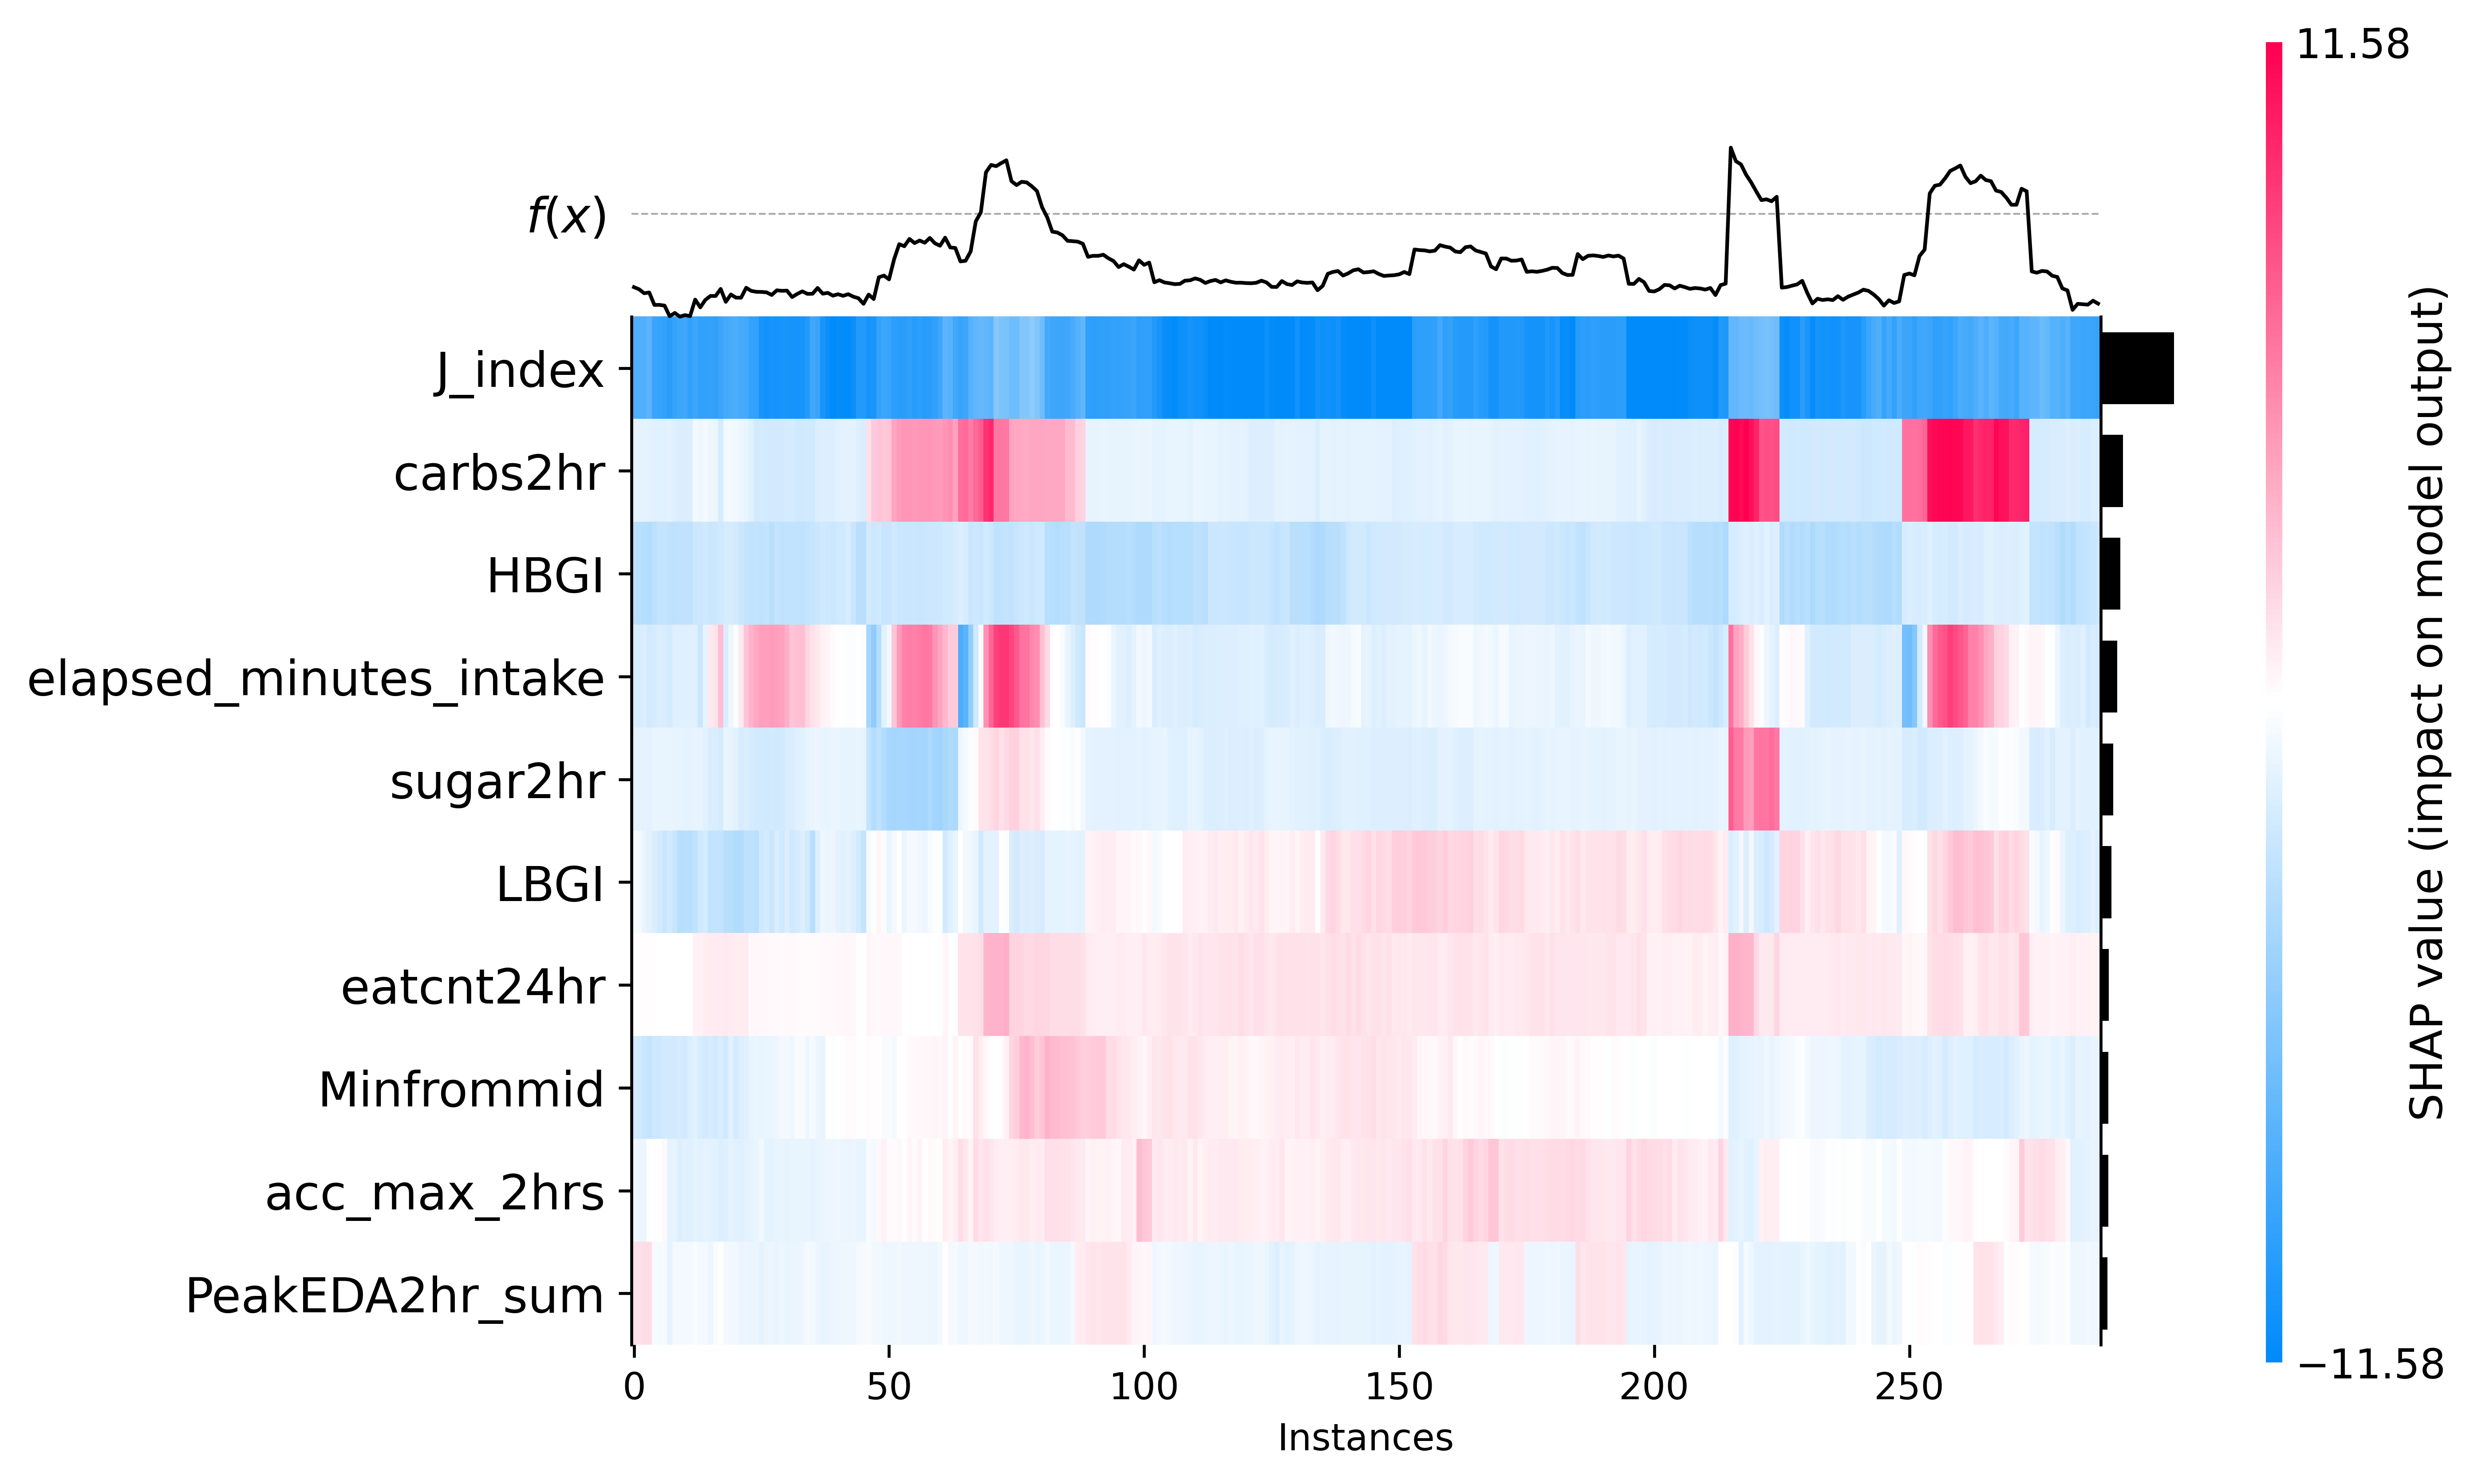 11.58
f(x)
J_index
carbs2hr
HBGI
elapsed_minutes_intake
sugar2hr
LBGI
eatcnt24hr
Minfrommid
acc_max_2hrs
PeakEDA2hr_sum
0 50 100 150 200 250
Instances
−11.58
SHAP value (impact on model output)